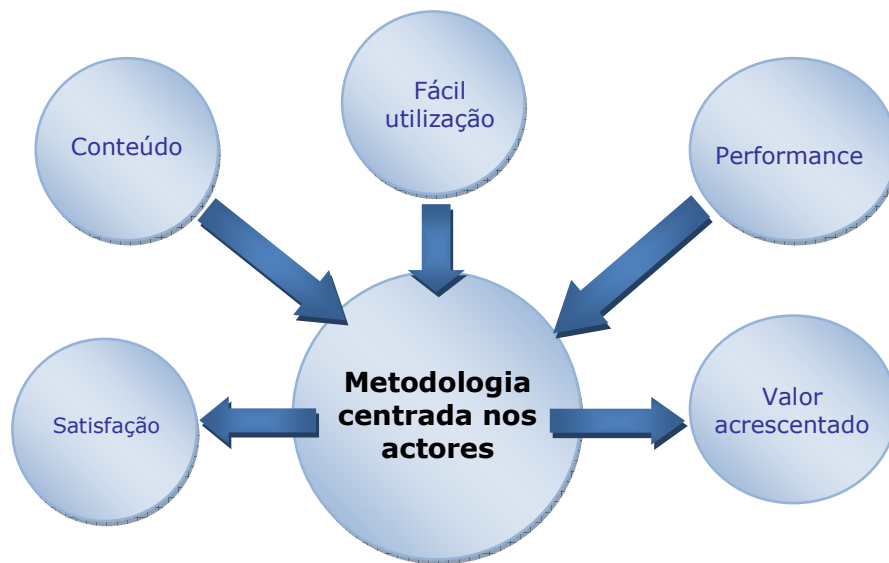 Fácil
utilização
Conteúdo
Performance
Metodologia
centrada nos
actores
Satisfação
Valor
acrescentado